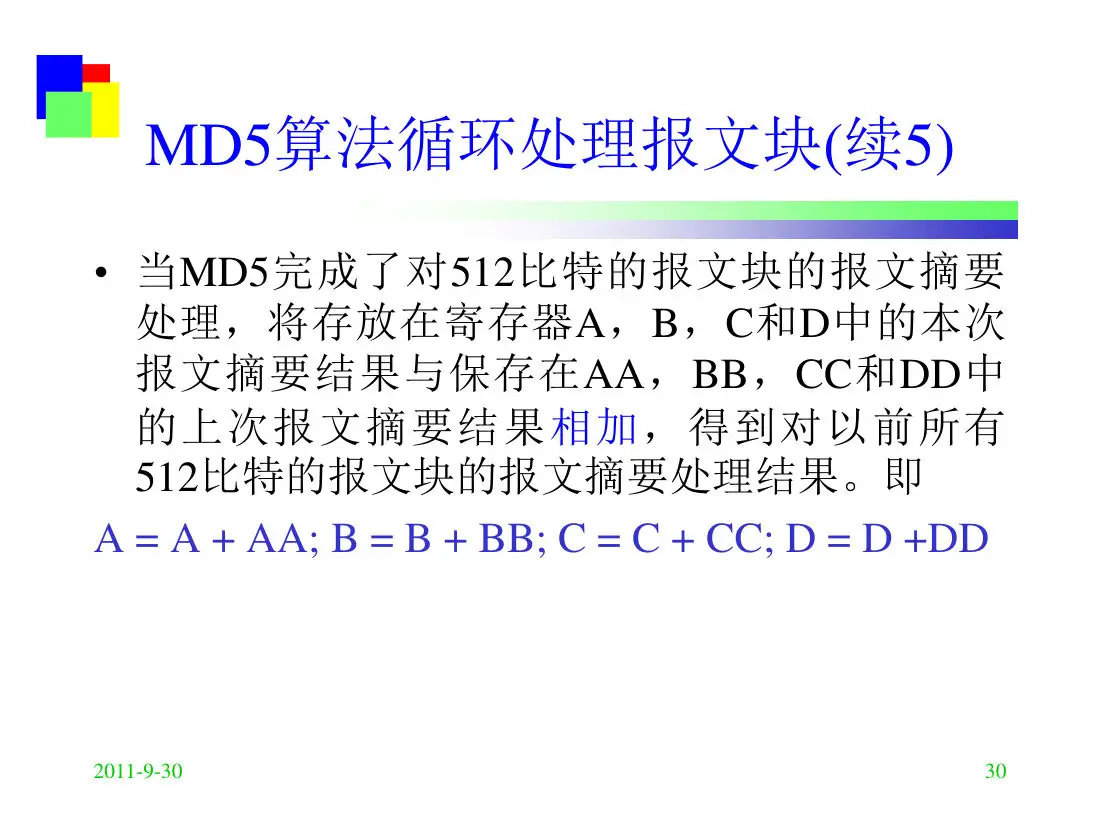 MD5算法循环处理报文块(续5)
• 当MD5完成了对512比特的报文块的报文摘要
处理，将存放在寄存器A，B，C和D中的本次
报文摘要结果与保存在AA，BB，CC和DD中
的上次报文摘要结果相加，得到对以前所有
512比特的报文块的报文摘要处理结果。即
A = A + AA; B = B + BB; C = C + CC; D = D +DD
2011-9-30
30